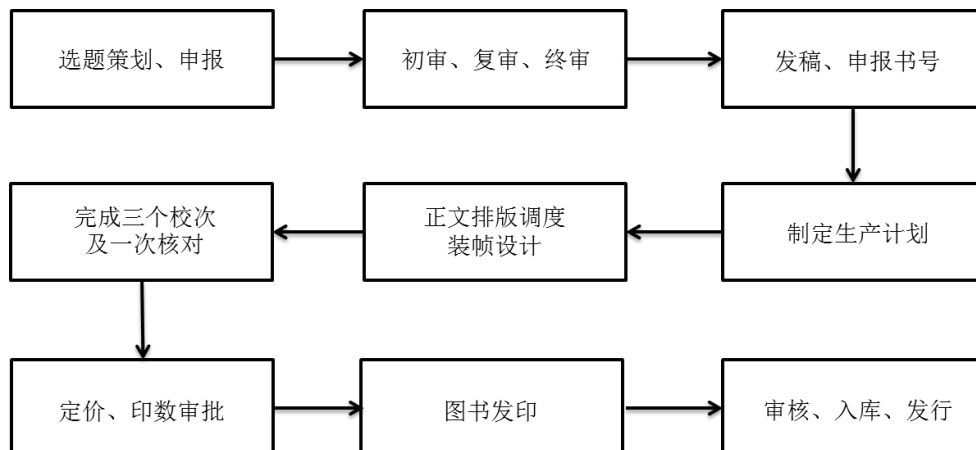 选题策划、申报
初审、复审、终审
发稿、申报书号
制定生产计划
正文排版调度
装帧设计
完成三个校次
及一次核对
定价、印数审批
图书发印
审核、入库、发行